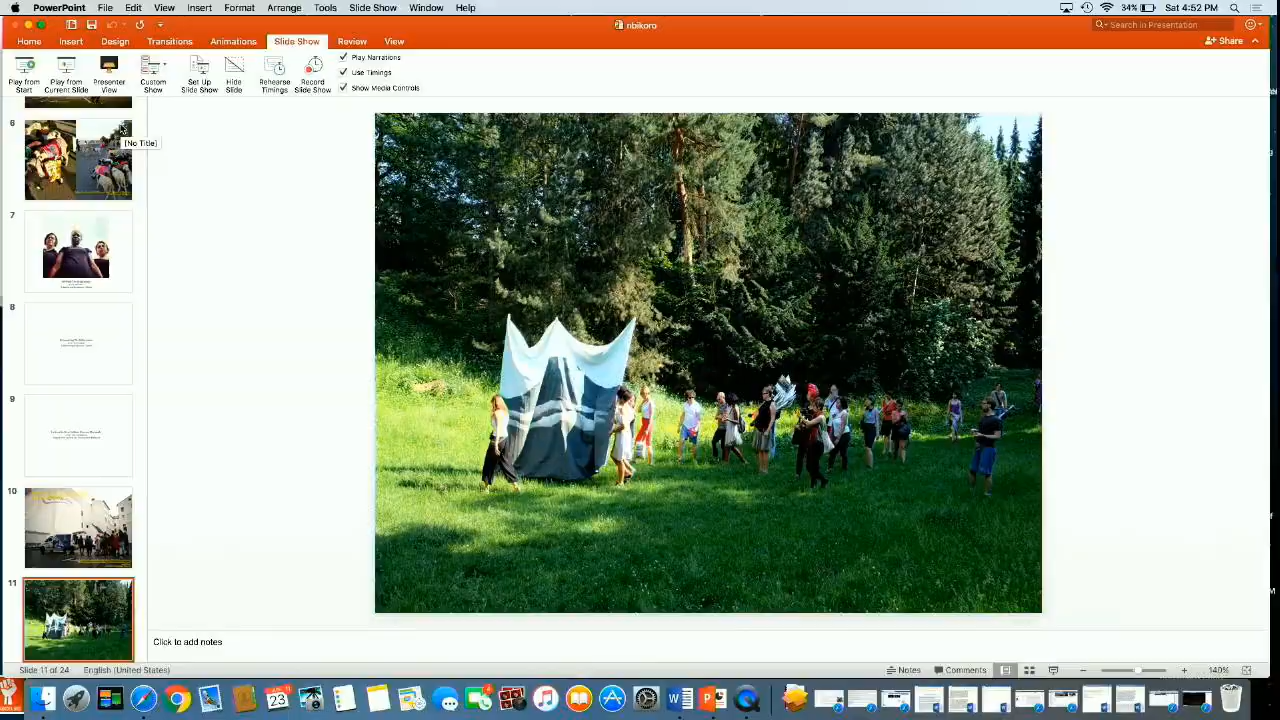 PowerPoint File Edit View Insert Format Arrange Tools Slide Show Window Help 34% Sat 4:52 PM
nbikoro
Search in Presentation
Home Insert Design Transitions Animations Slide Show Review View
Share
Play from Start
Play from Current Slide
Presenter View
Custom Show
Set Up Slide Show
Hide Slide
Rehearse Timings
Record Slide Show
Play Narrations
Use Timings
Show Media Controls
6
[No Title]
7
8
9
10
11
Click to add notes
Slide 11 of 24 English (United States) Notes Comments 140%
23